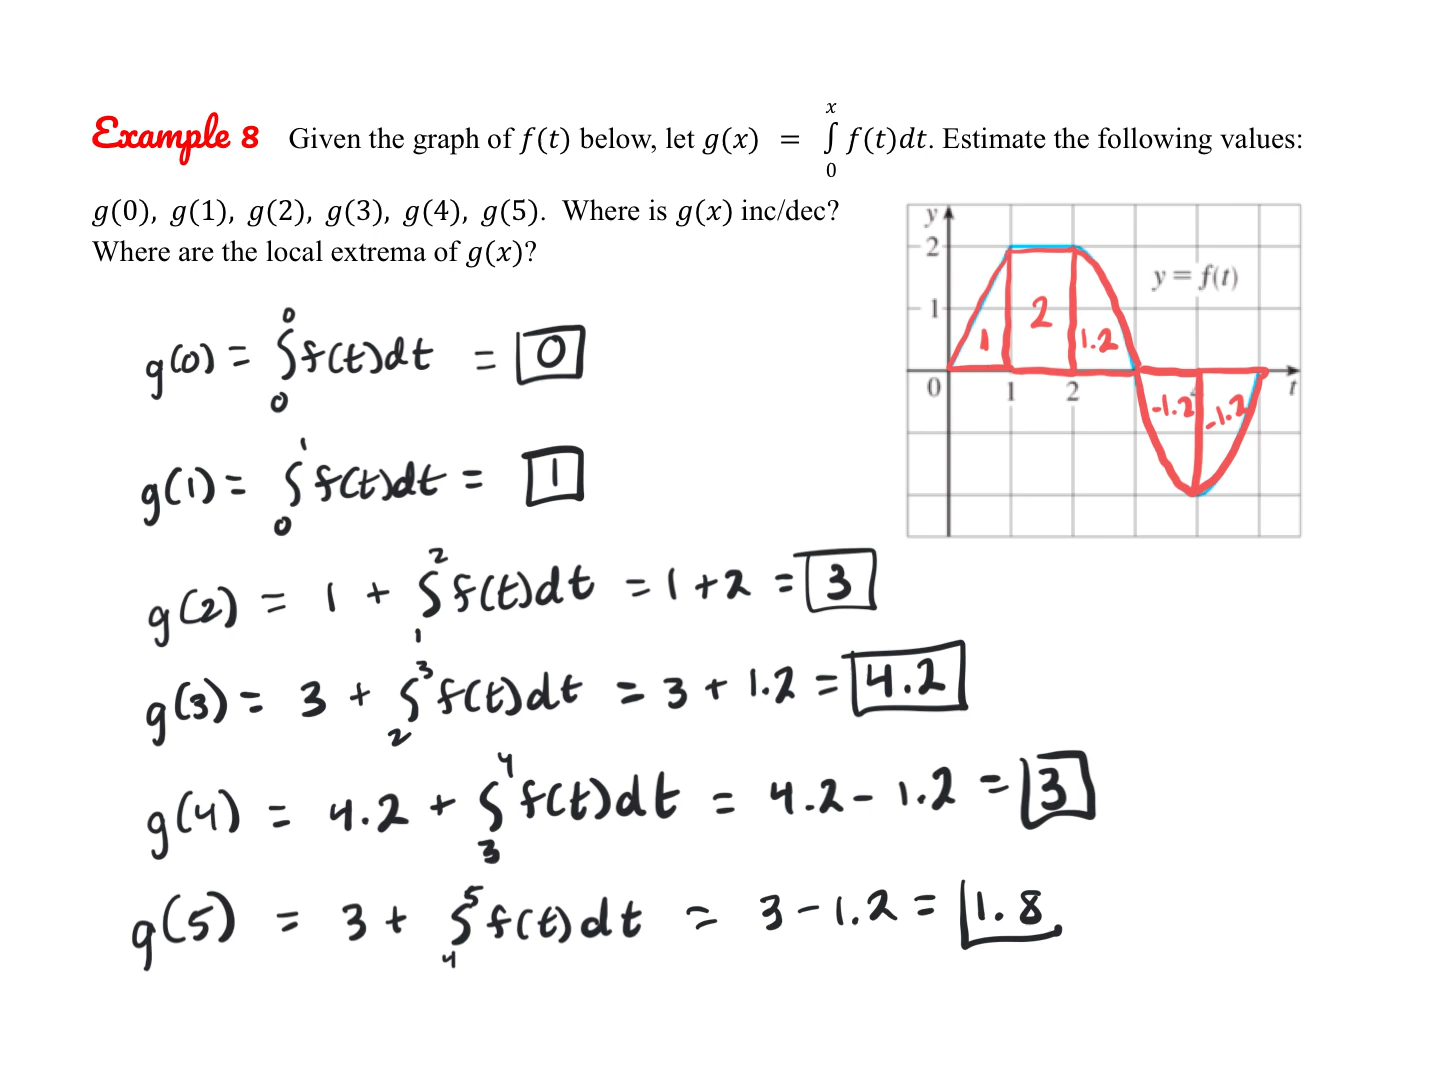 Example 8 Given the graph of f(t) below, let g(x) = ∫₀ˣ f(t)dt. Estimate the following values:
g(0), g(1), g(2), g(3), g(4), g(5). Where is g(x) inc/dec?
Where are the local extrema of g(x)?
y
2
1
0
1
2
t
y = f(t)
1
2
1.2
-1.2
-1.2
g(0) = ∫₀⁰ f(t)dt = 0
g(1) = ∫₀¹ f(t)dt = 1
g(2) = 1 + ∫₁² f(t)dt = 1 + 2 = 3
g(3) = 3 + ∫₂³ f(t)dt = 3 + 1.2 = 4.2
g(4) = 4.2 + ∫₃⁴ f(t)dt = 4.2 - 1.2 = 3
g(5) = 3 + ∫₄⁵ f(t)dt = 3 - 1.2 = 1.8